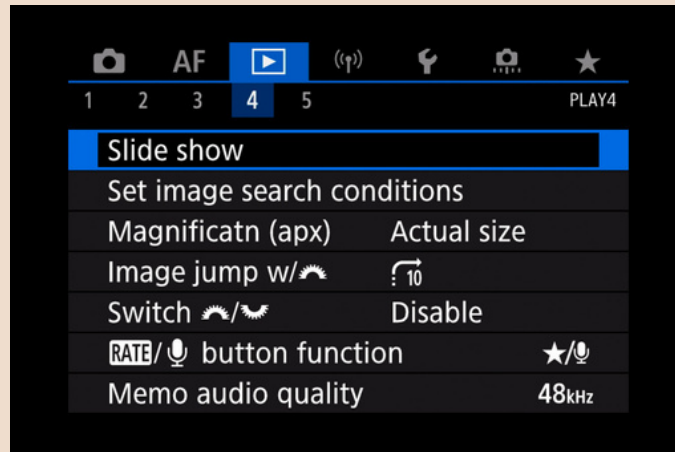 AF
1 2 3 4 5 PLAY4
Slide show
Set image search conditions
Magnificatn (apx) Actual size
Image jump w/ 10
Switch / Disable
RATE/ button function ★/
Memo audio quality 48kHz